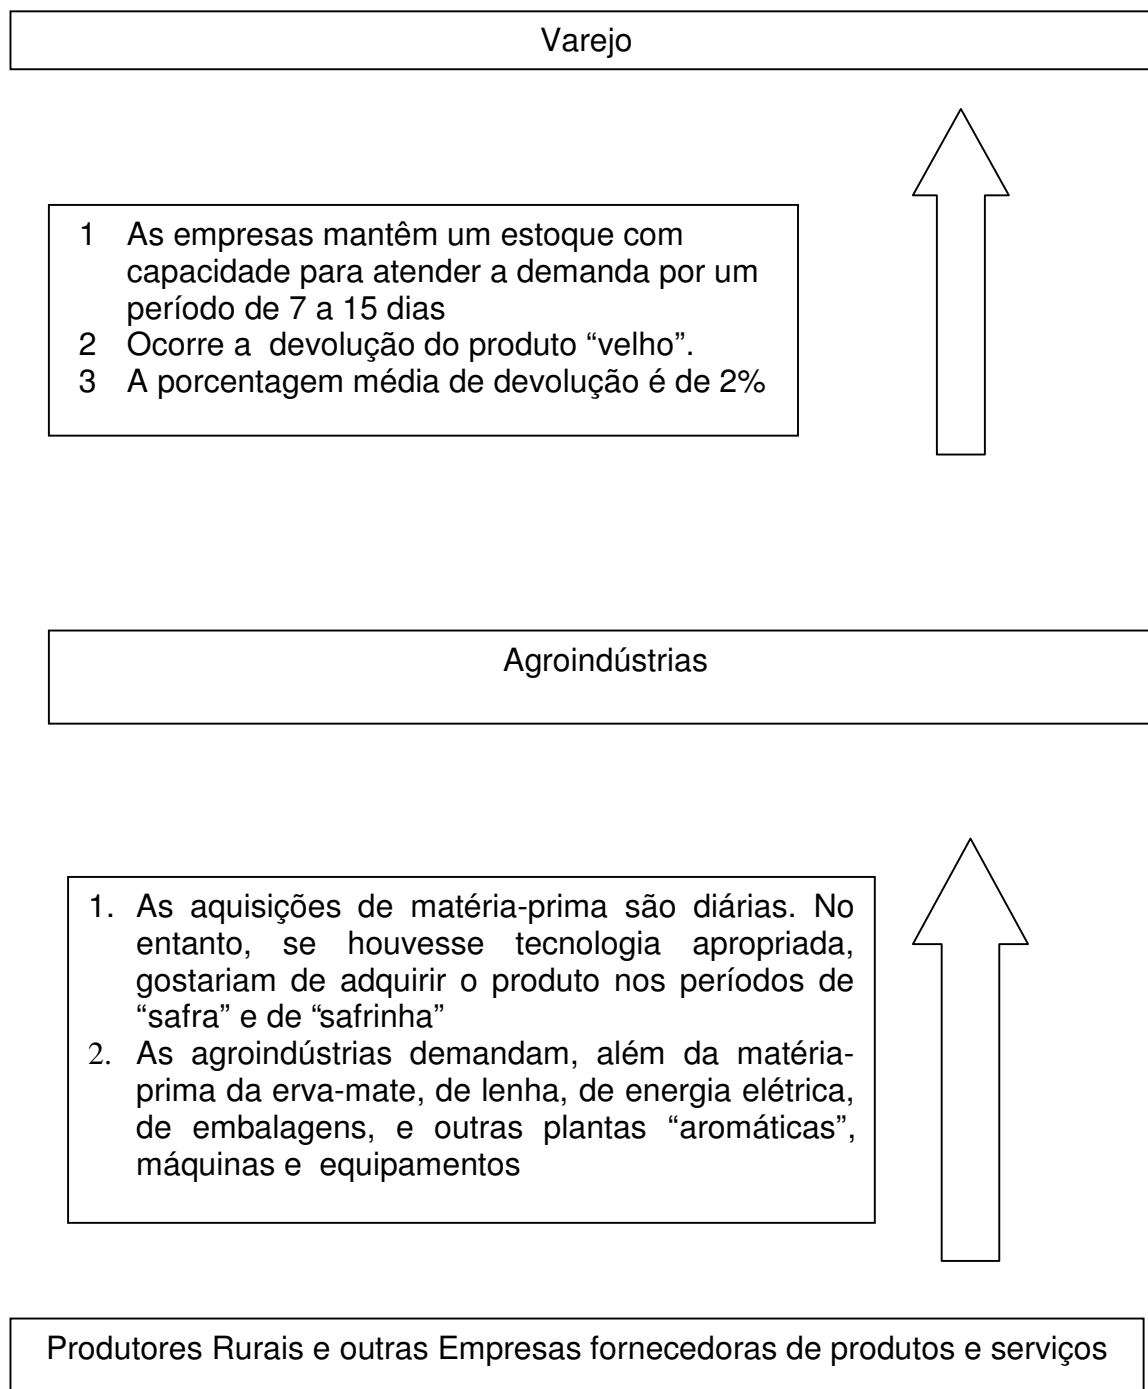 Varejo
1 As empresas mantêm um estoque com
capacidade para atender a demanda por um
período de 7 a 15 dias
2 Ocorre a devolução do produto “velho”.
3 A porcentagem média de devolução é de 2%
Agroindústrias
1. As aquisições de matéria-prima são diárias. No
entanto, se houvesse tecnologia apropriada,
gostariam de adquirir o produto nos períodos de
“safra” e de “safrinha”
2. As agroindústrias demandam, além da matéria-
prima da erva-mate, de lenha, de energia elétrica,
de embalagens, e outras plantas “aromáticas”,
máquinas e equipamentos
Produtores Rurais e outras Empresas fornecedoras de produtos e serviços